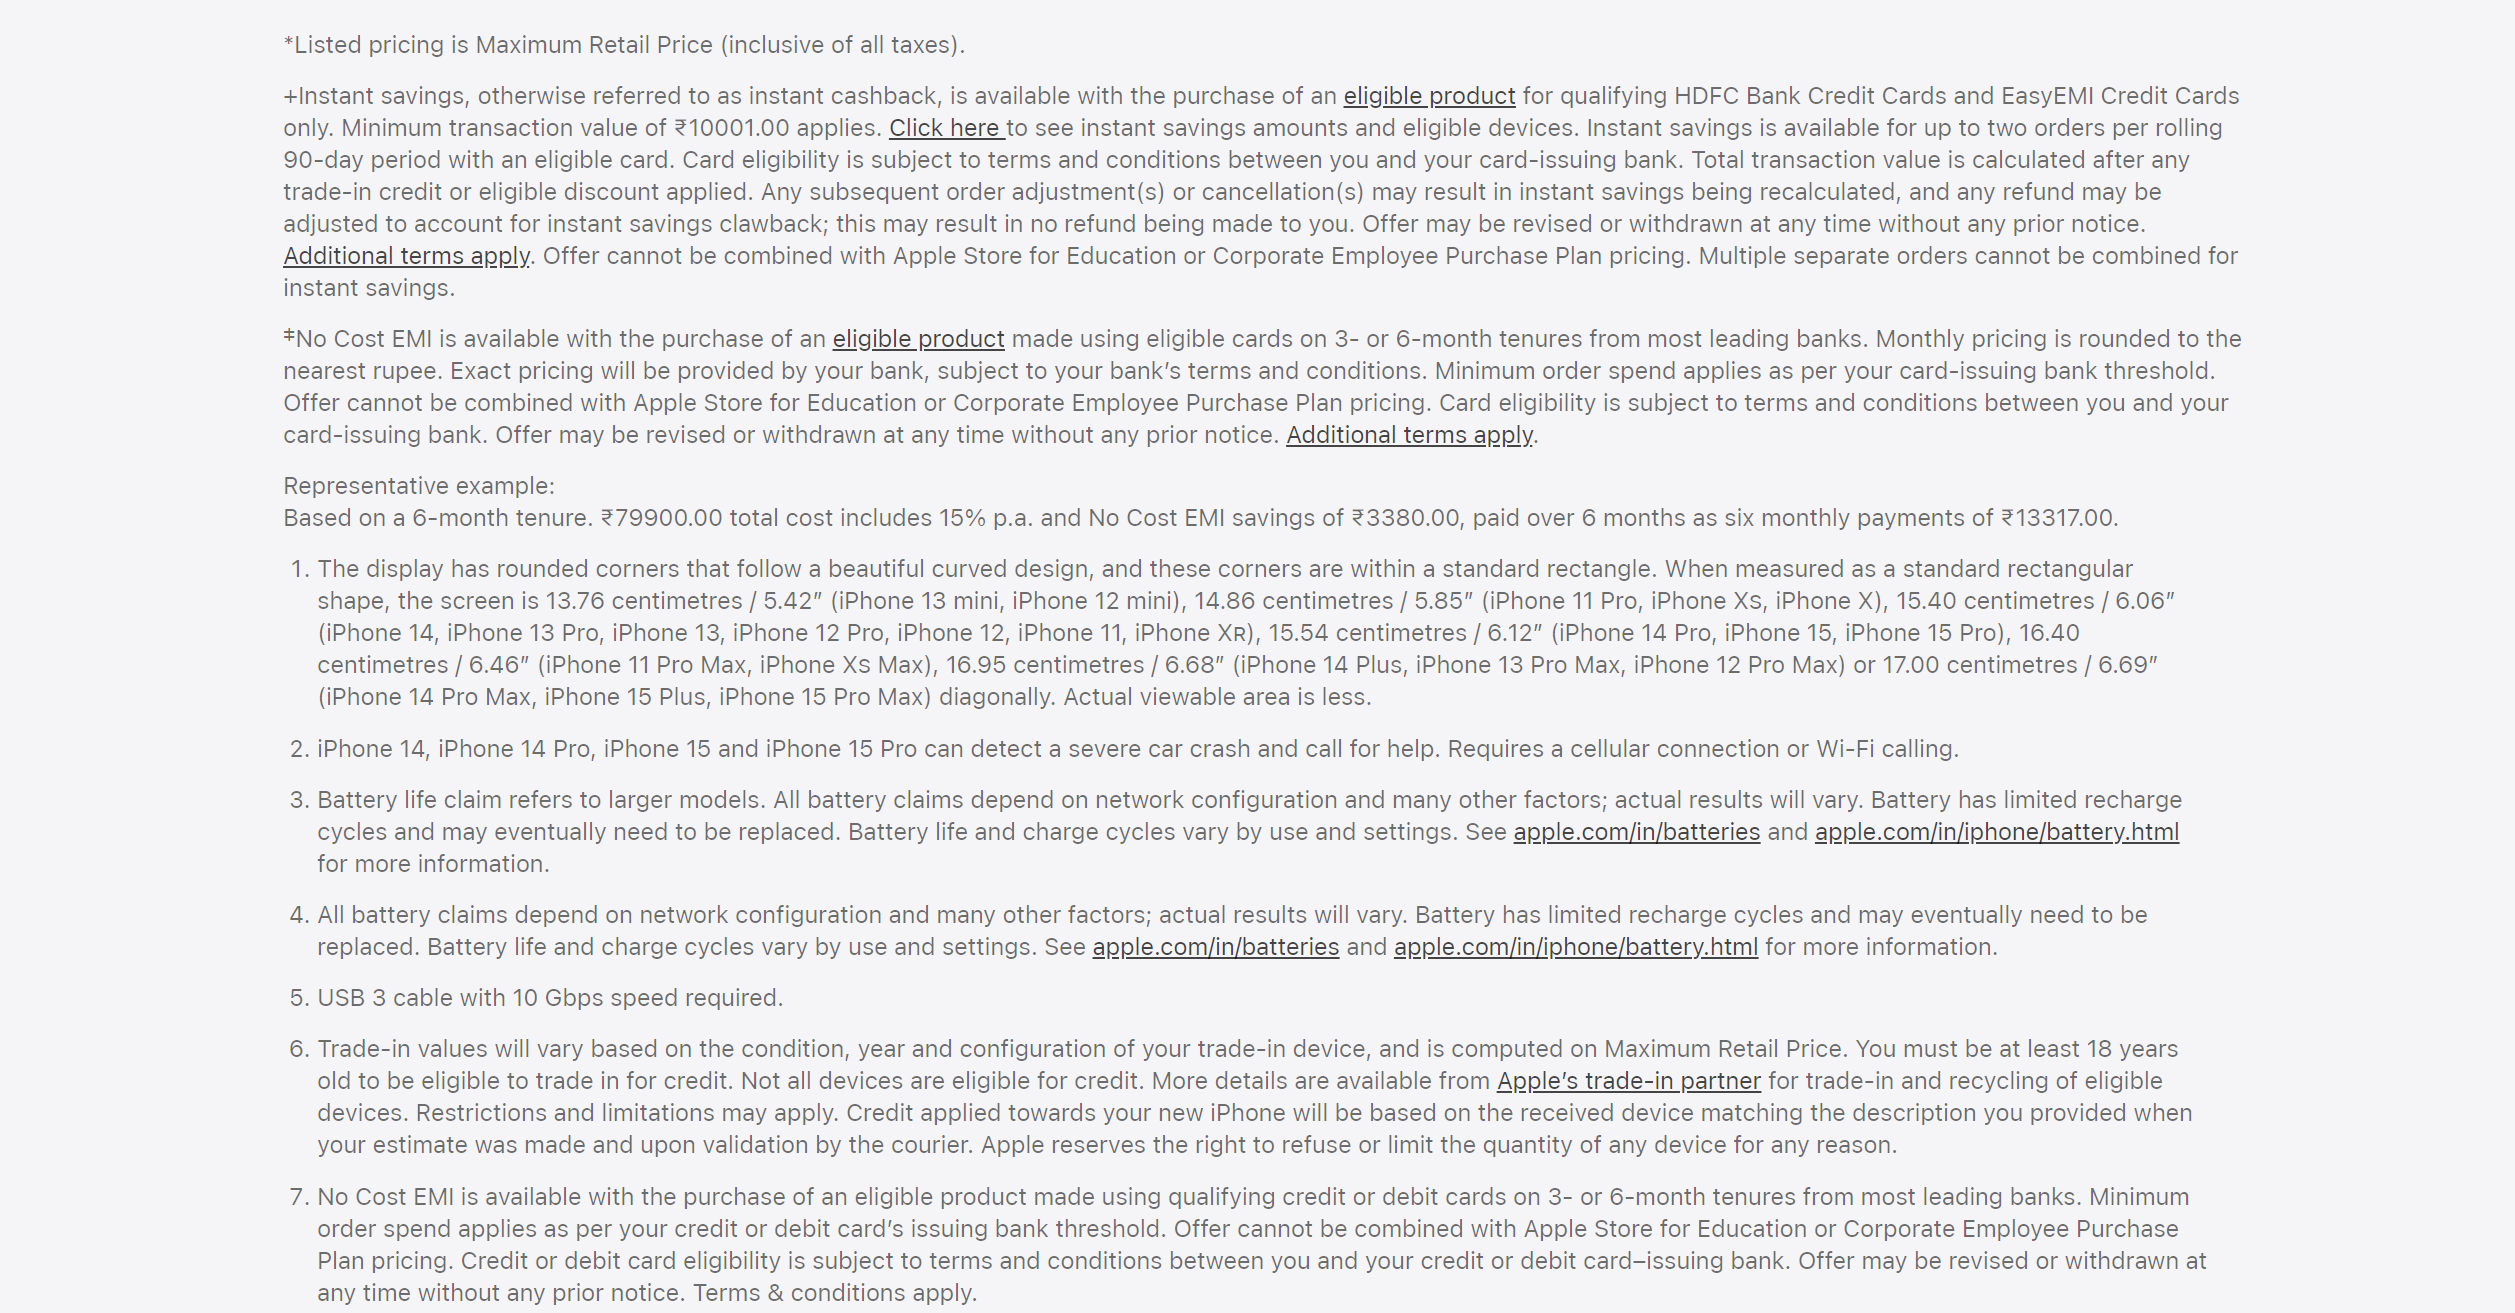 *Listed pricing is Maximum Retail Price (inclusive of all taxes).
+Instant savings, otherwise referred to as instant cashback, is available with the purchase of an eligible product for qualifying HDFC Bank Credit Cards and EasyEMI Credit Cards
only. Minimum transaction value of ₹10001.00 applies. Click here to see instant savings amounts and eligible devices. Instant savings is available for up to two orders per rolling
90-day period with an eligible card. Card eligibility is subject to terms and conditions between you and your card-issuing bank. Total transaction value is calculated after any
trade-in credit or eligible discount applied. Any subsequent order adjustment(s) or cancellation(s) may result in instant savings being recalculated, and any refund may be
adjusted to account for instant savings clawback; this may result in no refund being made to you. Offer may be revised or withdrawn at any time without any prior notice.
Additional terms apply. Offer cannot be combined with Apple Store for Education or Corporate Employee Purchase Plan pricing. Multiple separate orders cannot be combined for
instant savings.
‡No Cost EMI is available with the purchase of an eligible product made using eligible cards on 3- or 6-month tenures from most leading banks. Monthly pricing is rounded to the
nearest rupee. Exact pricing will be provided by your bank, subject to your bank’s terms and conditions. Minimum order spend applies as per your card-issuing bank threshold.
Offer cannot be combined with Apple Store for Education or Corporate Employee Purchase Plan pricing. Card eligibility is subject to terms and conditions between you and your
card-issuing bank. Offer may be revised or withdrawn at any time without any prior notice. Additional terms apply.
Representative example:
Based on a 6-month tenure. ₹79900.00 total cost includes 15% p.a. and No Cost EMI savings of ₹3380.00, paid over 6 months as six monthly payments of ₹13317.00.
1. The display has rounded corners that follow a beautiful curved design, and these corners are within a standard rectangle. When measured as a standard rectangular
shape, the screen is 13.76 centimetres / 5.42″ (iPhone 13 mini, iPhone 12 mini), 14.86 centimetres / 5.85″ (iPhone 11 Pro, iPhone Xs, iPhone X), 15.40 centimetres / 6.06″
(iPhone 14, iPhone 13 Pro, iPhone 13, iPhone 12 Pro, iPhone 12, iPhone 11, iPhone XR), 15.54 centimetres / 6.12″ (iPhone 14 Pro, iPhone 15, iPhone 15 Pro), 16.40
centimetres / 6.46″ (iPhone 11 Pro Max, iPhone Xs Max), 16.95 centimetres / 6.68″ (iPhone 14 Plus, iPhone 13 Pro Max, iPhone 12 Pro Max) or 17.00 centimetres / 6.69″
(iPhone 14 Pro Max, iPhone 15 Plus, iPhone 15 Pro Max) diagonally. Actual viewable area is less.
2. iPhone 14, iPhone 14 Pro, iPhone 15 and iPhone 15 Pro can detect a severe car crash and call for help. Requires a cellular connection or Wi-Fi calling.
3. Battery life claim refers to larger models. All battery claims depend on network configuration and many other factors; actual results will vary. Battery has limited recharge
cycles and may eventually need to be replaced. Battery life and charge cycles vary by use and settings. See apple.com/in/batteries and apple.com/in/iphone/battery.html
for more information.
4. All battery claims depend on network configuration and many other factors; actual results will vary. Battery has limited recharge cycles and may eventually need to be
replaced. Battery life and charge cycles vary by use and settings. See apple.com/in/batteries and apple.com/in/iphone/battery.html for more information.
5. USB 3 cable with 10 Gbps speed required.
6. Trade-in values will vary based on the condition, year and configuration of your trade-in device, and is computed on Maximum Retail Price. You must be at least 18 years
old to be eligible to trade in for credit. Not all devices are eligible for credit. More details are available from Apple’s trade-in partner for trade-in and recycling of eligible
devices. Restrictions and limitations may apply. Credit applied towards your new iPhone will be based on the received device matching the description you provided when
your estimate was made and upon validation by the courier. Apple reserves the right to refuse or limit the quantity of any device for any reason.
7. No Cost EMI is available with the purchase of an eligible product made using qualifying credit or debit cards on 3- or 6-month tenures from most leading banks. Minimum
order spend applies as per your credit or debit card’s issuing bank threshold. Offer cannot be combined with Apple Store for Education or Corporate Employee Purchase
Plan pricing. Credit or debit card eligibility is subject to terms and conditions between you and your credit or debit card–issuing bank. Offer may be revised or withdrawn at
any time without any prior notice. Terms & conditions apply.